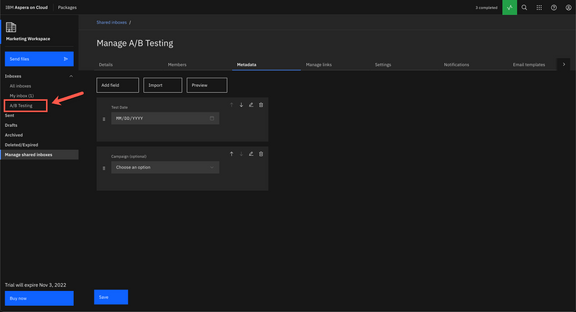 IBM Aspera on Cloud
Packages
3 completed
Marketing Workspace
Send files
Inboxes
All inboxes
My inbox (5)
A/B Testing
Sent
Drafts
Archived
Deleted/Expired
Manage shared inboxes
Trial will expire Nov 3, 2022
Buy now
Shared inboxes /
Manage A/B Testing
Details
Members
Metadata
Manage links
Settings
Notifications
Email templates
Add field
Import
Preview
Test Date
MM/DD/YYYY
Campaign (optional)
Choose an option
Save